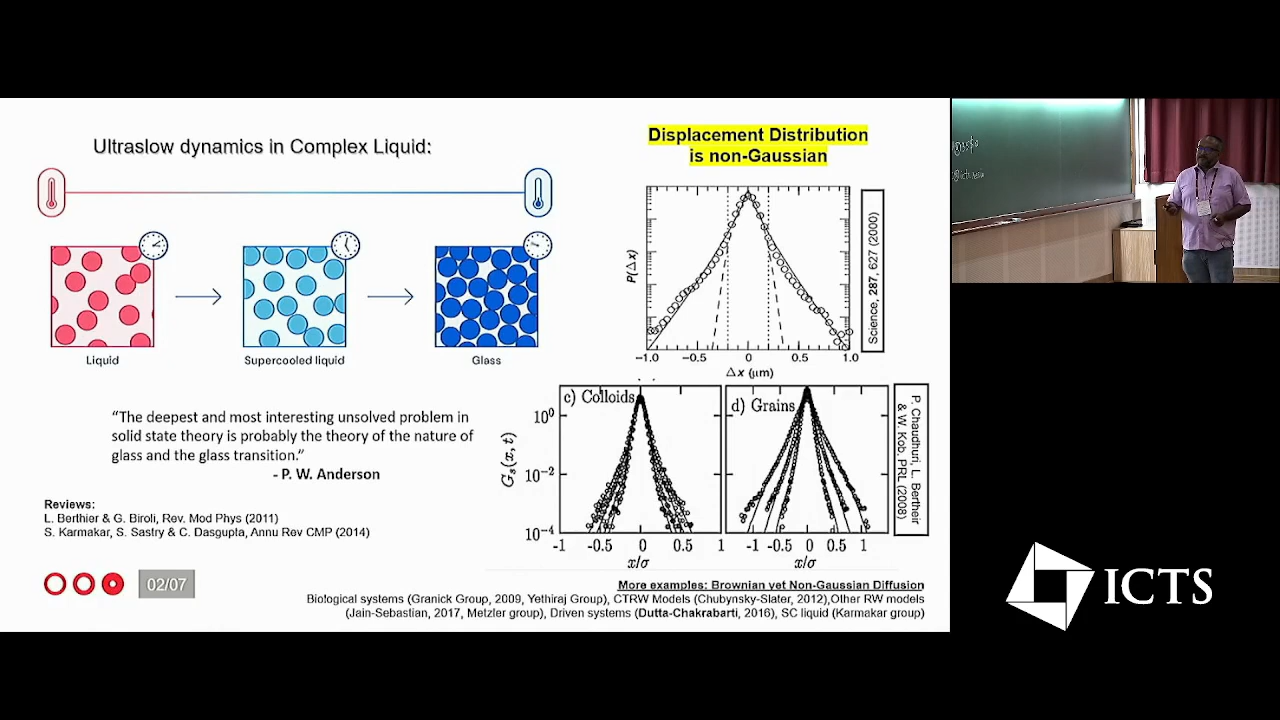 Ultraslow dynamics in Complex Liquid:
Liquid
Supercooled liquid
Glass
“The deepest and most interesting unsolved problem in
solid state theory is probably the theory of the nature of
glass and the glass transition.”
- P. W. Anderson
Reviews:
L. Berthier & G. Biroli, Rev. Mod Phys (2011)
S. Karmakar, S. Sastry & C. Dasgupta, Annu Rev CMP (2014)
02/07
Displacement Distribution
is non-Gaussian
P(Δx)
-1.0 -0.5 0 0.5 1.0
Δx (μm)
Science, 287, 627 (2000)
c) Colloids
d) Grains
Gs(x, t)
10^0
10^-2
10^-4
-1 -0.5 0 0.5 1
x/σ
-1 -0.5 0 0.5 1
x/σ
P. Chaudhuri, L. Bertheir
& W. Kob, PRL (2008)
More examples: Brownian yet Non-Gaussian Diffusion
Biological systems (Granick Group, 2009, Yethiraj Group), CTRW Models (Chubynsky-Slater, 2012),Other RW models
(Jain-Sebastian, 2017, Metzler group), Driven systems (Dutta-Chakrabarti, 2016), SC liquid (Karmakar group)
ICTS